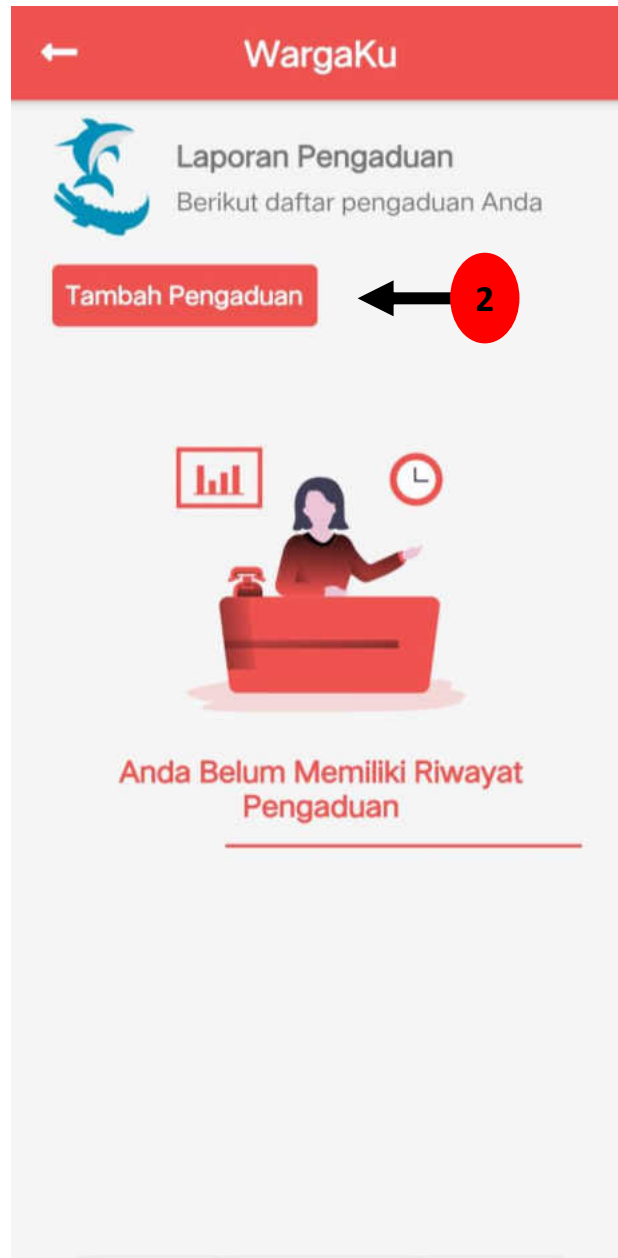 WargaKu
Laporan Pengaduan
Berikut daftar pengaduan Anda
Tambah Pengaduan
2
Anda Belum Memiliki Riwayat
Pengaduan